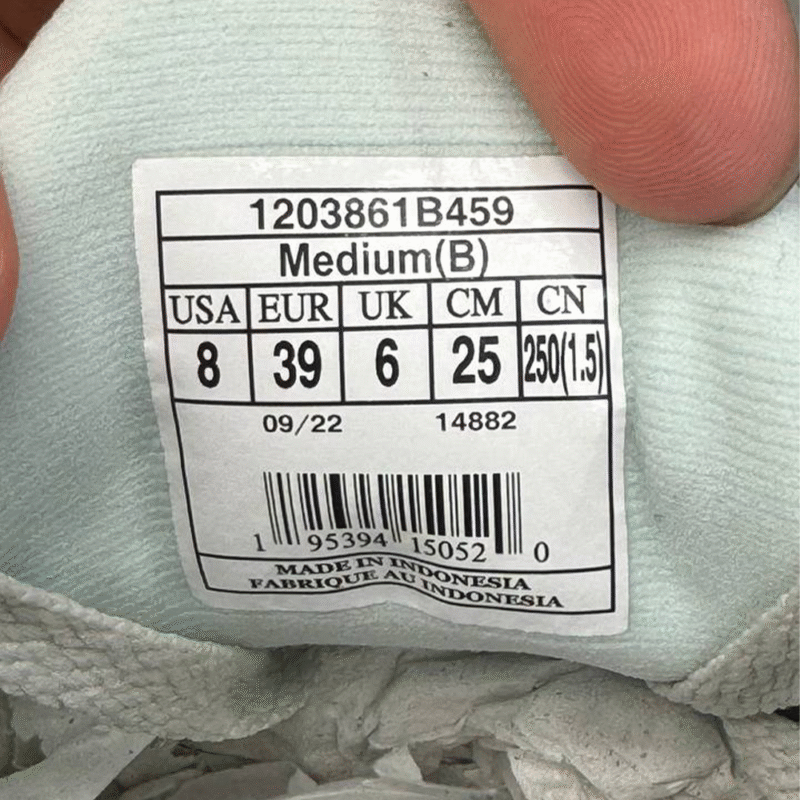 1203861B459
Medium(B)
USA EUR UK CM CN
8 39 6 25 250(1.5)
09/22 14882
1 95394 15052 0
MADE IN INDONESIA
FABRIQUE AU INDONESIA